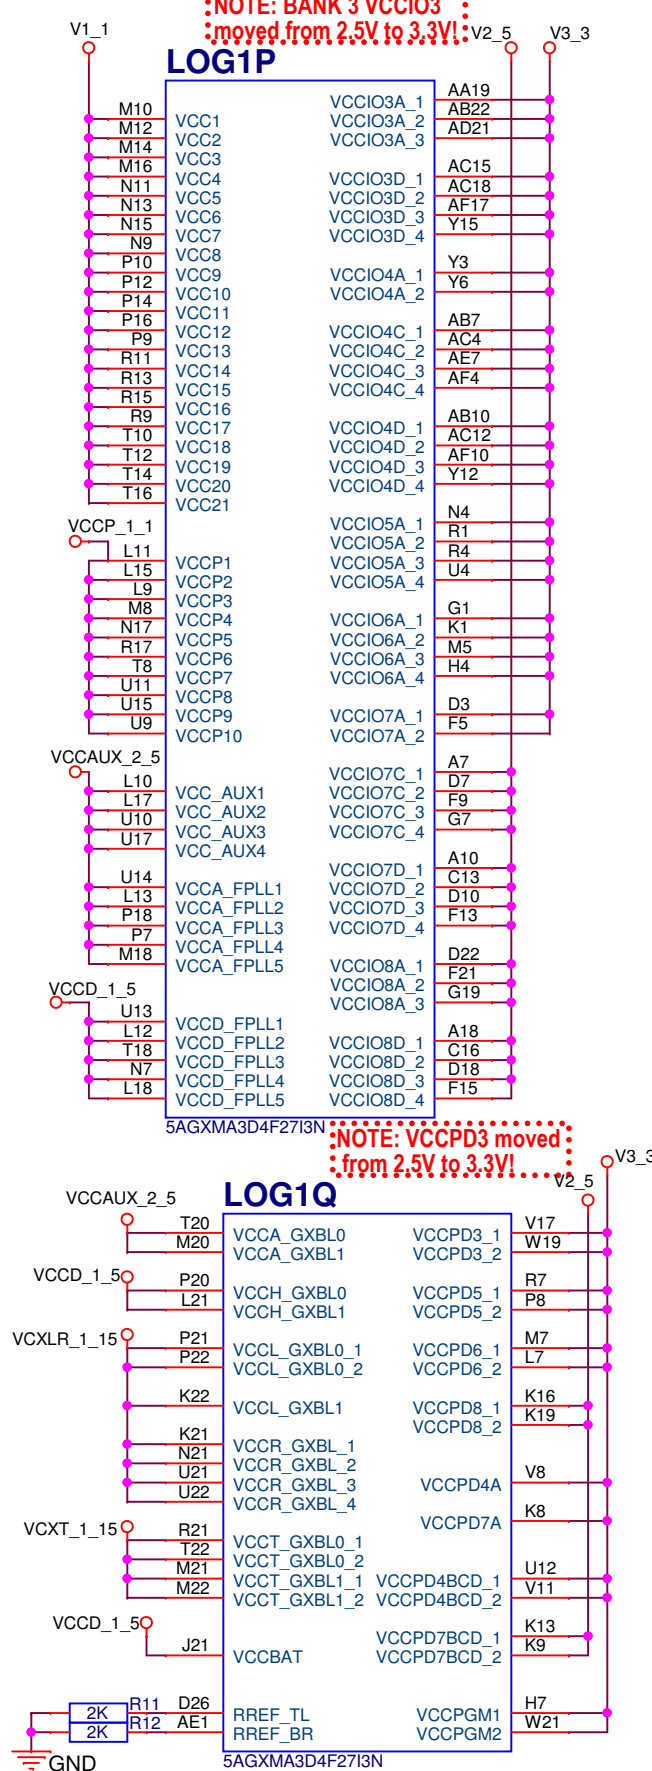 NOTE: BANK 3 VCCIO3
moved from 2.5V to 3.3V!
V1_1
V2_5
V3_3
LOG1P
M10 VCC1
M12 VCC2
M14 VCC3
M16 VCC4
N11 VCC5
N13 VCC6
N15 VCC7
N9 VCC8
P10 VCC9
P12 VCC10
P14 VCC11
P16 VCC12
P9 VCC13
R11 VCC14
R13 VCC15
R15 VCC16
R9 VCC17
T10 VCC18
T12 VCC19
T14 VCC20
T16 VCC21
VCCP_1_1
L11 VCCP1
L15 VCCP2
L9 VCCP3
M8 VCCP4
N17 VCCP5
R17 VCCP6
T8 VCCP7
U11 VCCP8
U15 VCCP9
U9 VCCP10
VCCAUX_2_5
L10 VCC_AUX1
L17 VCC_AUX2
U10 VCC_AUX3
U17 VCC_AUX4
U14 VCCA_FPLL1
L13 VCCA_FPLL2
P18 VCCA_FPLL3
P7 VCCA_FPLL4
M18 VCCA_FPLL5
VCCD_1_5
U13 VCCD_FPLL1
L12 VCCD_FPLL2
T18 VCCD_FPLL3
N7 VCCD_FPLL4
L18 VCCD_FPLL5
VCCIO3A_1 AA19
VCCIO3A_2 AB22
VCCIO3A_3 AD21
VCCIO3D_1 AC15
VCCIO3D_2 AC18
VCCIO3D_3 AF17
VCCIO3D_4 Y15
VCCIO4A_1 Y3
VCCIO4A_2 Y6
VCCIO4C_1 AB7
VCCIO4C_2 AC4
VCCIO4C_3 AE7
VCCIO4C_4 AF4
VCCIO4D_1 AB10
VCCIO4D_2 AC12
VCCIO4D_3 AF10
VCCIO4D_4 Y12
VCCIO5A_1 N4
VCCIO5A_2 R1
VCCIO5A_3 R4
VCCIO5A_4 U4
VCCIO6A_1 G1
VCCIO6A_2 K1
VCCIO6A_3 M5
VCCIO6A_4 H4
VCCIO7A_1 D3
VCCIO7A_2 F5
VCCIO7C_1 A7
VCCIO7C_2 D7
VCCIO7C_3 F9
VCCIO7C_4 G7
VCCIO7D_1 A10
VCCIO7D_2 C13
VCCIO7D_3 D10
VCCIO7D_4 F13
VCCIO8A_1 D22
VCCIO8A_2 F21
VCCIO8A_3 G19
VCCIO8D_1 A18
VCCIO8D_2 C16
VCCIO8D_3 D18
VCCIO8D_4 F15
5AGXMA3D4F27I3N
NOTE: VCCPD3 moved
from 2.5V to 3.3V!
V3_3
V2_5
LOG1Q
VCCAUX_2_5
T20 VCCA_GXBL0
M20 VCCA_GXBL1
VCCD_1_5
P20 VCCH_GXBL0
L21 VCCH_GXBL1
VCXLR_1_15
P21 VCCL_GXBL0_1
P22 VCCL_GXBL0_2
K22 VCCL_GXBL1
K21 VCCR_GXBL_1
N21 VCCR_GXBL_2
U21 VCCR_GXBL_3
U22 VCCR_GXBL_4
VCXT_1_15
R21 VCCT_GXBL0_1
T22 VCCT_GXBL0_2
M21 VCCT_GXBL1_1
M22 VCCT_GXBL1_2
VCCD_1_5
J21 VCCBAT
2K R11 D26 RREF_TL
2K R12 AE1 RREF_BR
GND
VCCPD3_1 V17
VCCPD3_2 W19
VCCPD5_1 R7
VCCPD5_2 P8
VCCPD6_1 M7
VCCPD6_2 L7
VCCPD8_1 K16
VCCPD8_2 K19
VCCPD4A V8
VCCPD7A K8
VCCPD4BCD_1 U12
VCCPD4BCD_2 V11
VCCPD7BCD_1 K13
VCCPD7BCD_2 K9
VCCPGM1 H7
VCCPGM2 W21
5AGXMA3D4F27I3N